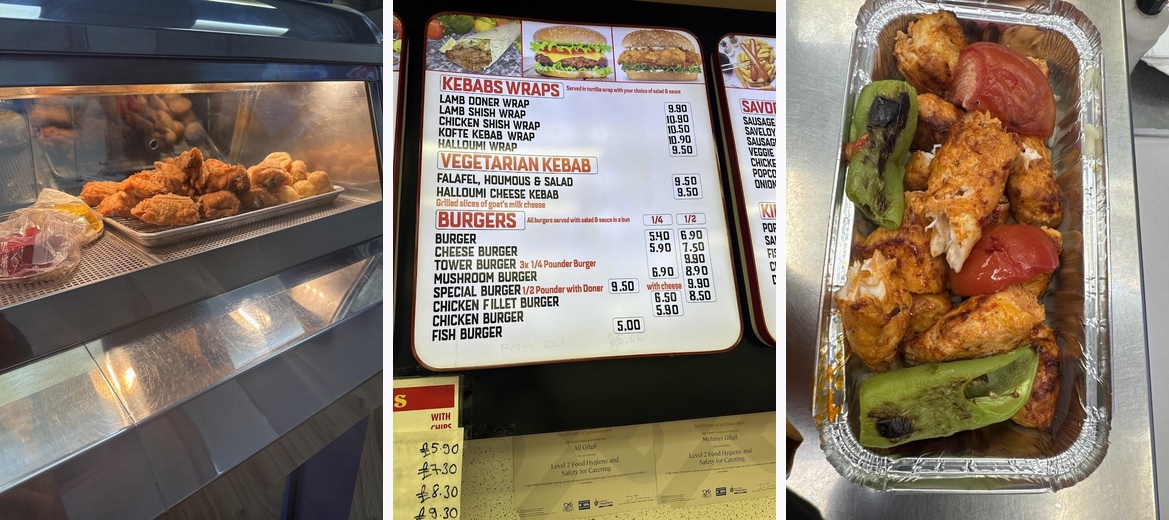 KEBABS WRAPS Served in tortilla wrap with your choice of salad & sauce
LAMB DONER WRAP 9.90
LAMB SHISH WRAP 10.90
CHICKEN SHISH WRAP 10.50
KOFTE KEBAB WRAP 10.90
HALLOUMI WRAP 9.50
VEGETARIAN KEBAB
FALAFEL, HOUMOUS & SALAD 9.50
HALLOUMI, CHEESE KEBAB 9.50
Grilled slices of goat's milk cheese
BURGERS All burgers served with salad & sauce in a bun 1/4 1/2
BURGER 5.40 6.90
CHEESE BURGER 5.90 7.50
TOWER BURGER 3x 1/4 Pounder Burger 9.90
MUSHROOM BURGER 6.90 8.90
SPECIAL BURGER 1/2 Pounder with Doner 9.50 with cheese 9.90
CHICKEN FILLET BURGER 6.50 8.50
CHICKEN BURGER 5.90
FISH BURGER 5.00
SAUSAGE
SAVELOY
VEGGIE
S
WITH
CHIPS
£5.90
£7.30
£8.30
£9.30
Ali Gilgil
Level 2 Food Hygiene and
Safety for Catering
Mehmet Gilgil
Level 2 Food Hygiene and
Safety for Catering